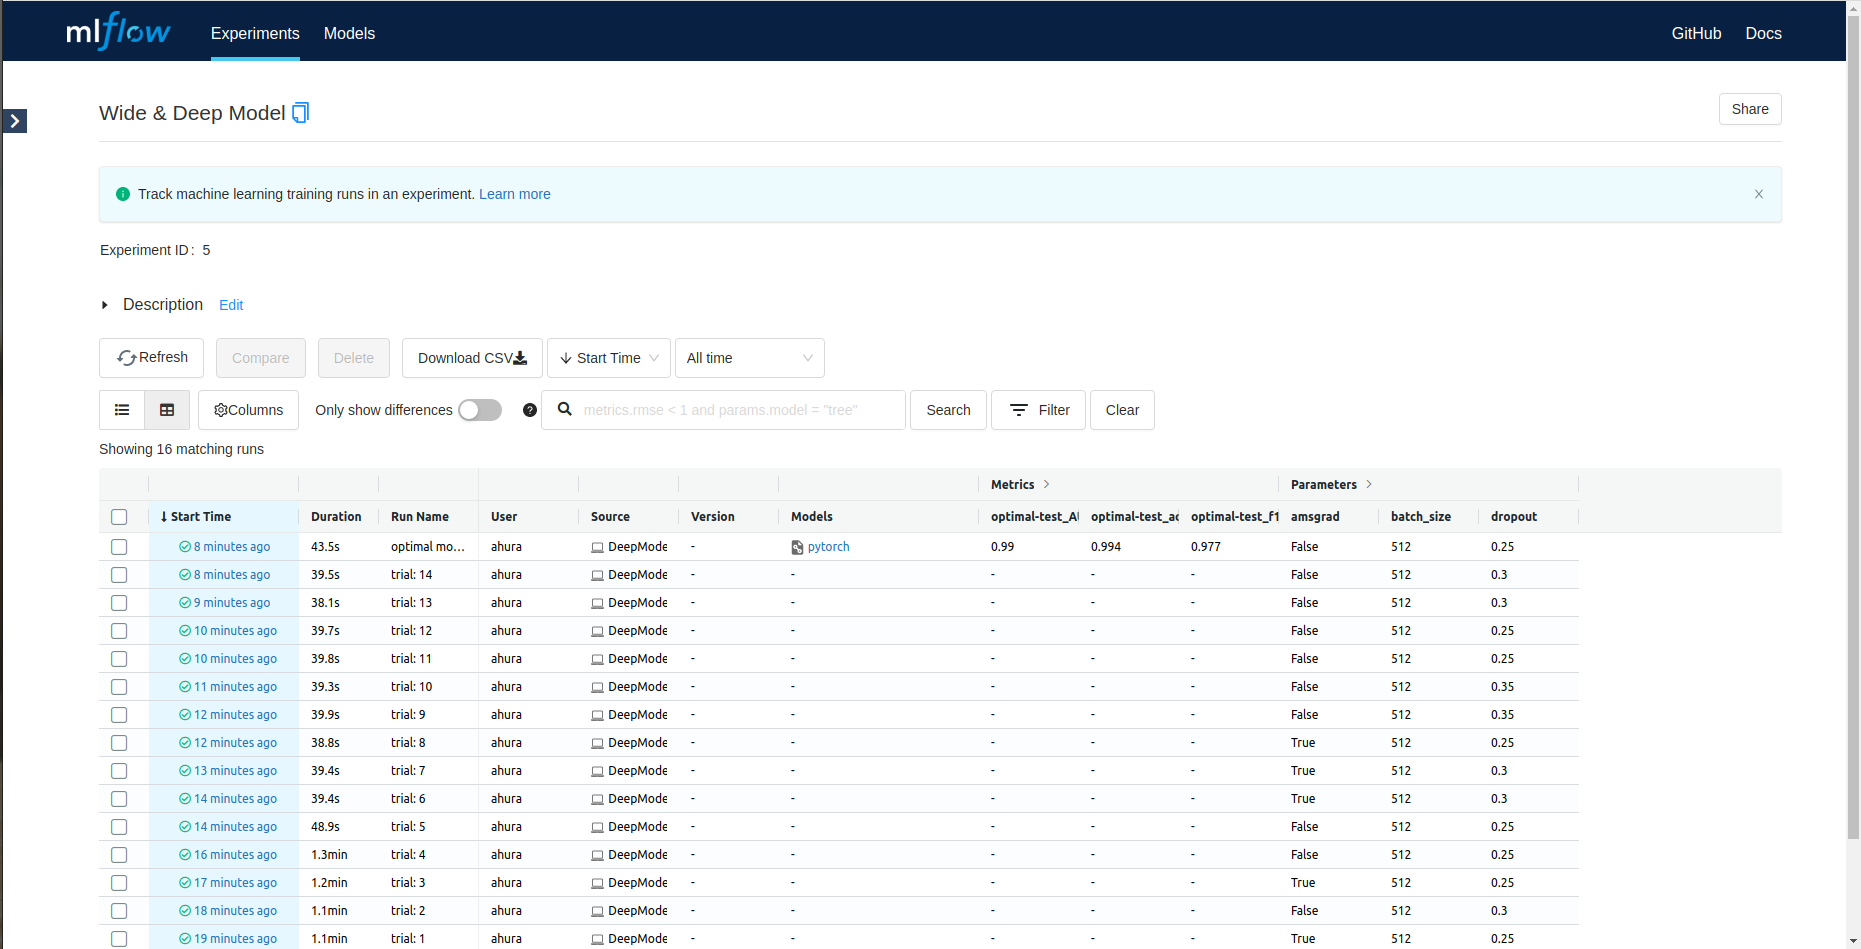 mlflow Experiments Models GitHub Docs
Wide & Deep Model Share
Track machine learning training runs in an experiment. Learn more
Experiment ID: 5
Description Edit
Refresh Compare Delete Download CSV Start Time All time
Columns Only show differences ? metrics.rmse < 1 and params.model = "tree" Search Filter Clear
Showing 16 matching runs
Metrics > Parameters >
↓ Start Time Duration Run Name User Source Version Models optimal-test_A optimal-test_ac optimal-test_f1 amsgrad batch_size dropout
8 minutes ago 43.5s optimal mo... ahura DeepMode - pytorch 0.99 0.994 0.977 False 512 0.25
8 minutes ago 39.5s trial: 14 ahura DeepMode - - - - - False 512 0.3
9 minutes ago 38.1s trial: 13 ahura DeepMode - - - - - False 512 0.3
10 minutes ago 39.7s trial: 12 ahura DeepMode - - - - - False 512 0.25
10 minutes ago 39.8s trial: 11 ahura DeepMode - - - - - False 512 0.25
11 minutes ago 39.3s trial: 10 ahura DeepMode - - - - - False 512 0.35
12 minutes ago 39.9s trial: 9 ahura DeepMode - - - - - False 512 0.35
12 minutes ago 38.8s trial: 8 ahura DeepMode - - - - - True 512 0.25
13 minutes ago 39.4s trial: 7 ahura DeepMode - - - - - True 512 0.3
14 minutes ago 39.4s trial: 6 ahura DeepMode - - - - - True 512 0.3
14 minutes ago 48.9s trial: 5 ahura DeepMode - - - - - False 512 0.25
16 minutes ago 1.3min trial: 4 ahura DeepMode - - - - - False 512 0.25
17 minutes ago 1.2min trial: 3 ahura DeepMode - - - - - True 512 0.25
18 minutes ago 1.1min trial: 2 ahura DeepMode - - - - - False 512 0.3
19 minutes ago 1.1min trial: 1 ahura DeepMode - - - - - True 512 0.25